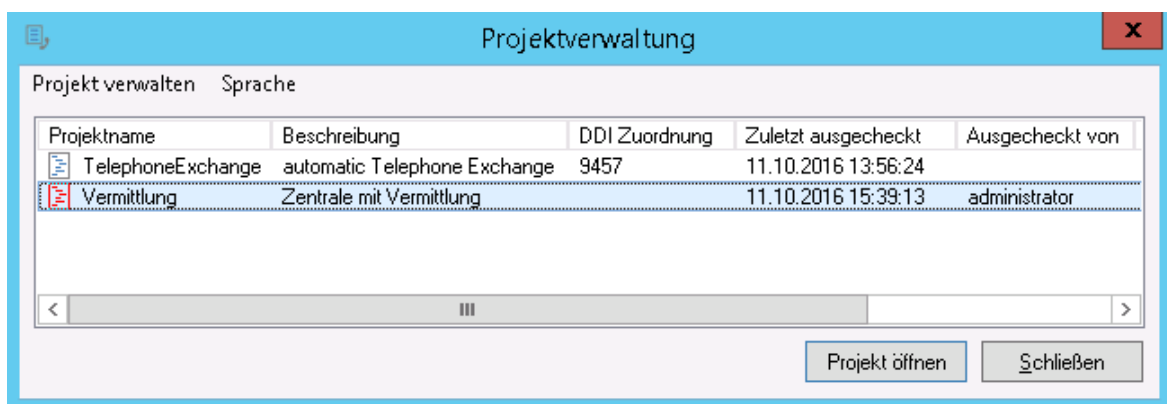 Projektverwaltung
x
Projekt verwalten Sprache
Projektname Beschreibung DDI Zuordnung Zuletzt ausgecheckt Ausgecheckt von
TelephoneExchange automatic Telephone Exchange 9457 11.10.2016 13:56:24
Vermittlung Zentrale mit Vermittlung 11.10.2016 15:39:13 administrator
Projekt öffnen Schließen